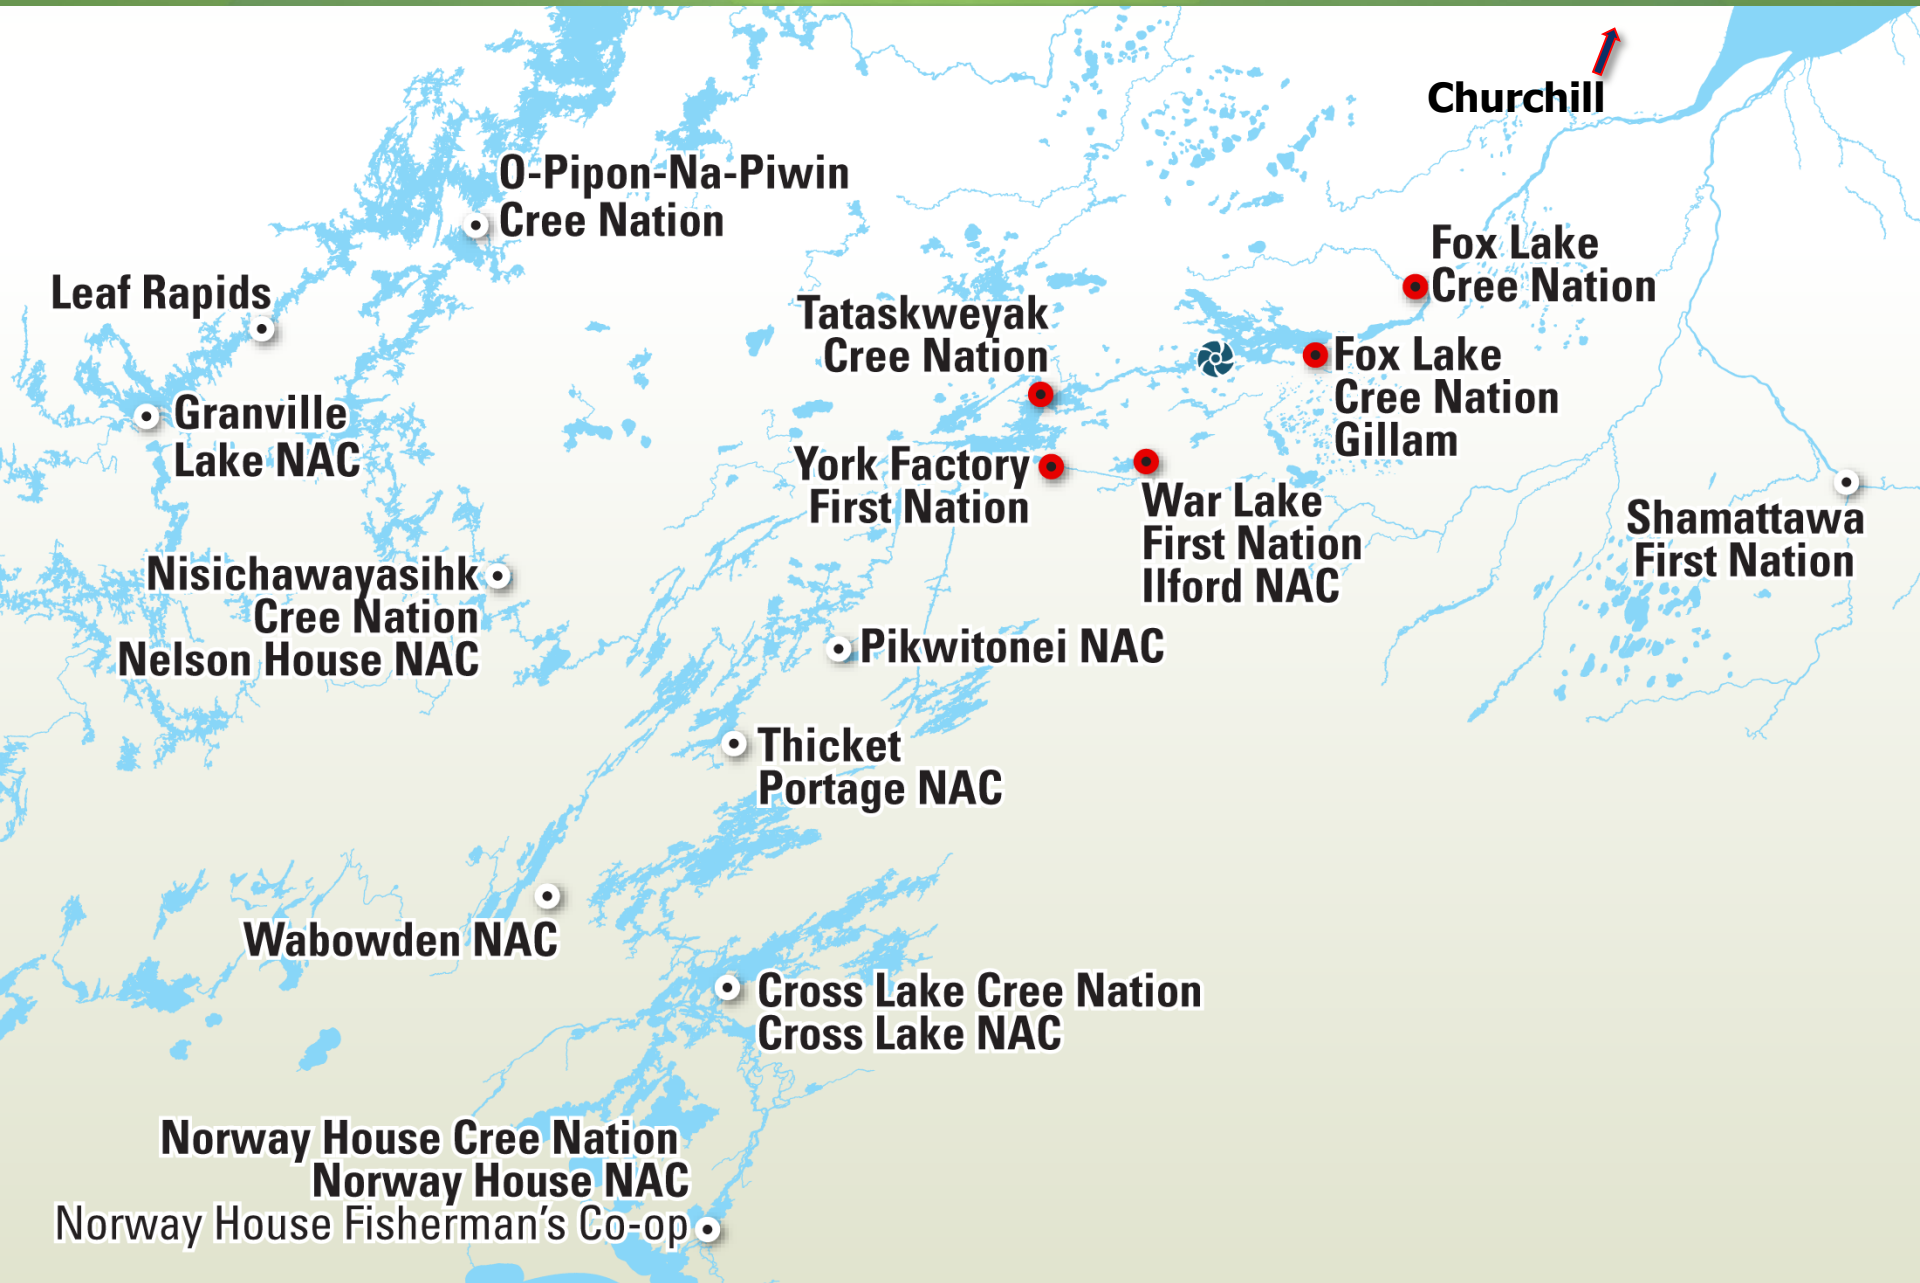 Churchill
O-Pipon-Na-Piwin
Cree Nation
Fox Lake
Cree Nation
Leaf Rapids
Tataskweyak
Cree Nation
Fox Lake
Cree Nation
Gillam
Granville
Lake NAC
York Factory
First Nation
War Lake
First Nation
Ilford NAC
Shamattawa
First Nation
Nisichawayasihk
Cree Nation
Nelson House NAC
Pikwitonei NAC
Thicket
Portage NAC
Wabowden NAC
Cross Lake Cree Nation
Cross Lake NAC
Norway House Cree Nation
Norway House NAC
Norway House Fisherman’s Co-op